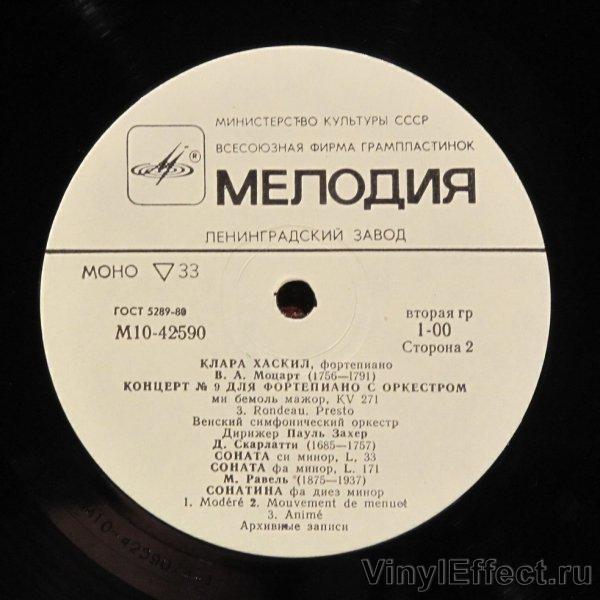 МИНИСТЕРСТВО КУЛЬТУРЫ СССР
ВСЕСОЮЗНАЯ ФИРМА ГРАМПЛАСТИНОК
®
МЕЛОДИЯ
ЛЕНИНГРАДСКИЙ ЗАВОД
МОНО ▽ 33
ГОСТ 5289-80
М10-42590
вторая гр
1-00
Сторона 2
КЛАРА ХАСКИЛ, фортепиано
В. А. Моцарт (1756—1791)
КОНЦЕРТ № 9 ДЛЯ ФОРТЕПИАНО С ОРКЕСТРОМ
ми бемоль мажор, KV 271
3. Rondeau. Presto
Венский симфонический оркестр
Дирижер Пауль Захер
Д. Скарлатти (1685—1757)
СОНАТА си минор, L. 33
СОНАТА фа минор, L. 171
М. Равель (1875—1937)
СОНАТИНА фа диез минор
1. Modéré 2. Mouvement de menuet
3. Animé
Архивные записи
М10-42590
VinylEffect.ru